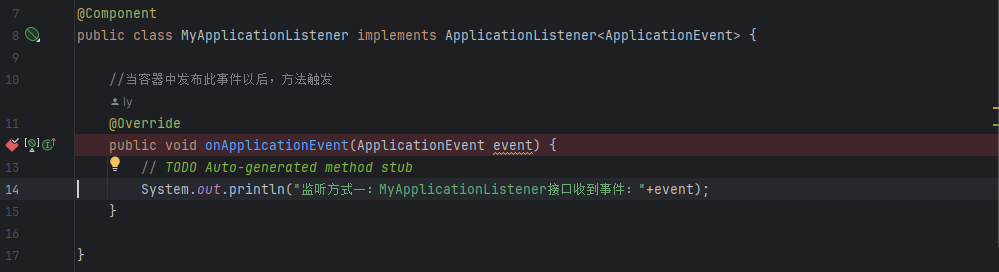 7 @Component
8 public class MyApplicationListener implements ApplicationListener<ApplicationEvent> {
9
10 //当容器中发布此事件以后，方法触发
ly
11 @Override
public void onApplicationEvent(ApplicationEvent event) {
13 // TODO Auto-generated method stub
14 System.out.println("监听方式一：MyApplicationListener接口收到事件："+event);
15 }
16
17 }